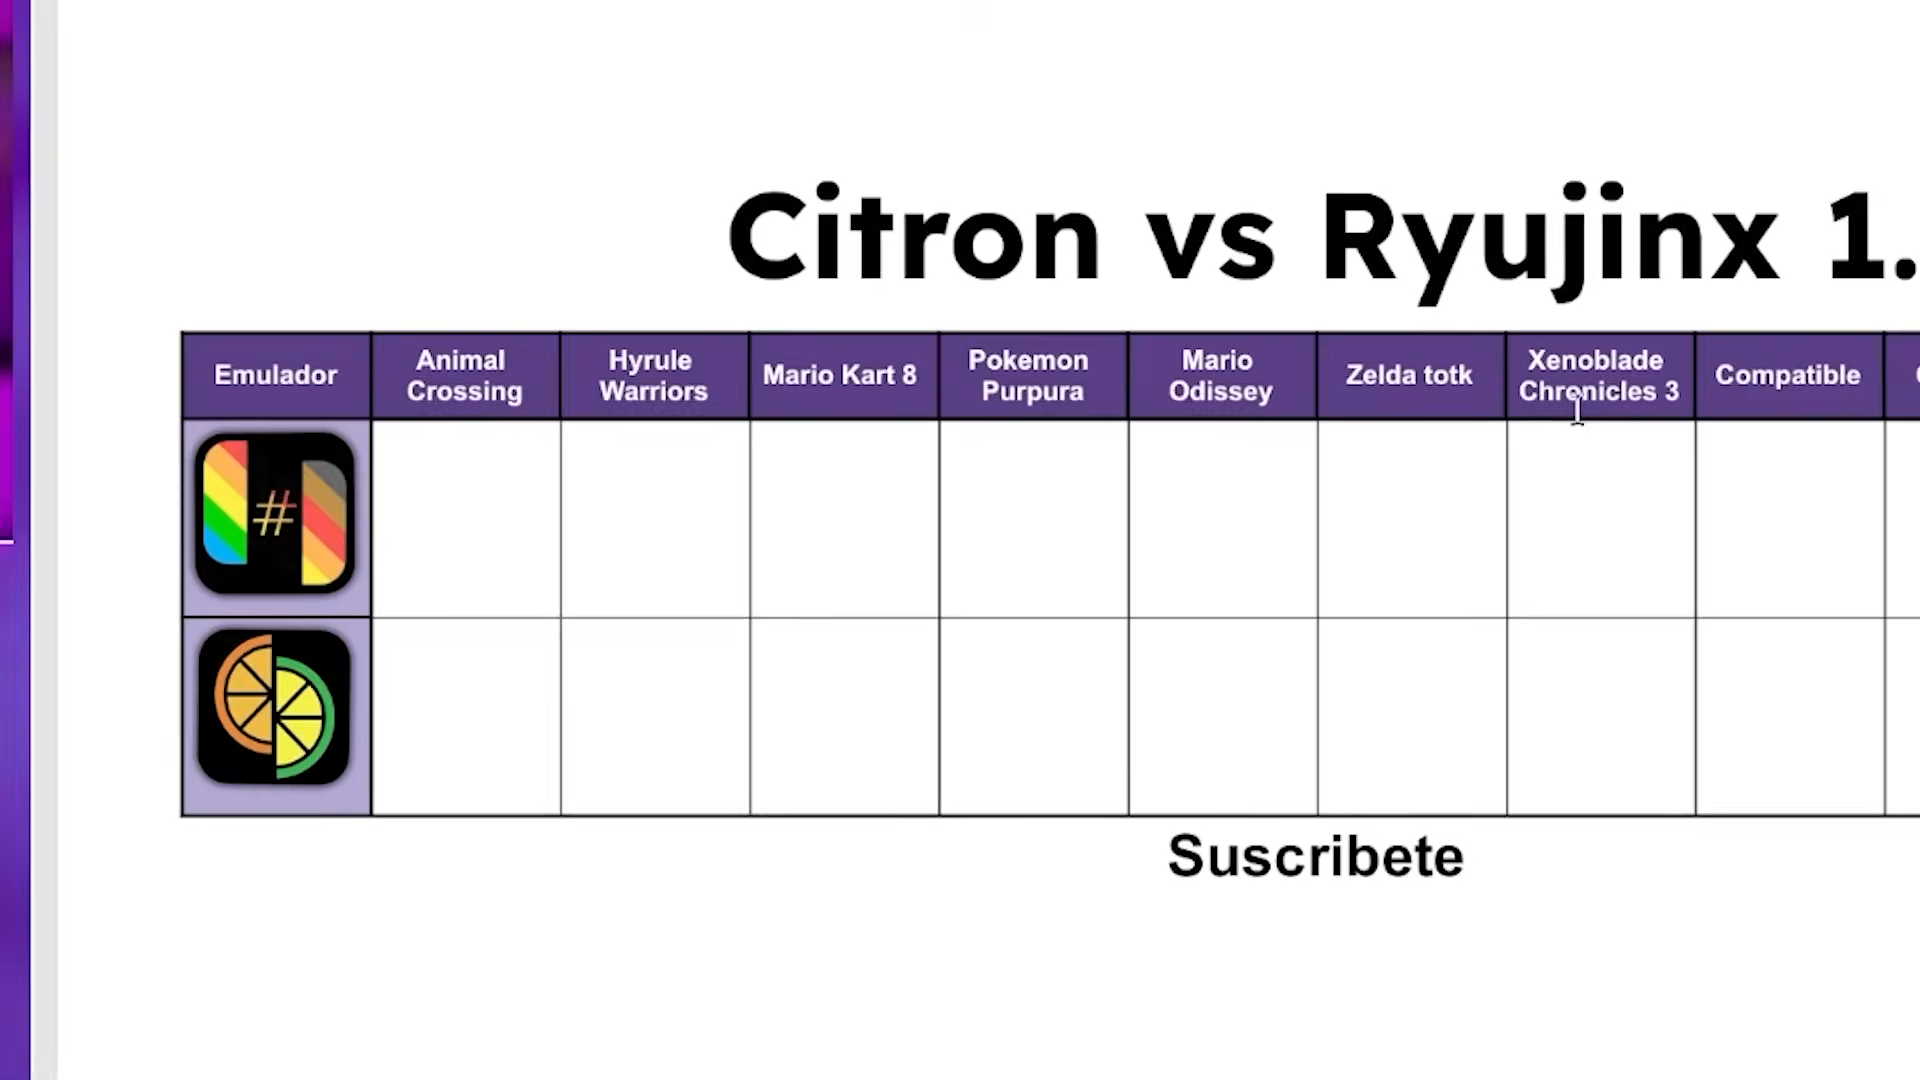 Citron vs Ryujinx 1.
Emulador
Animal
Crossing
Hyrule
Warriors
Mario Kart 8
Pokemon
Purpura
Mario
Odissey
Zelda totk
Xenoblade
Chronicles 3
Compatible
#
Suscribete